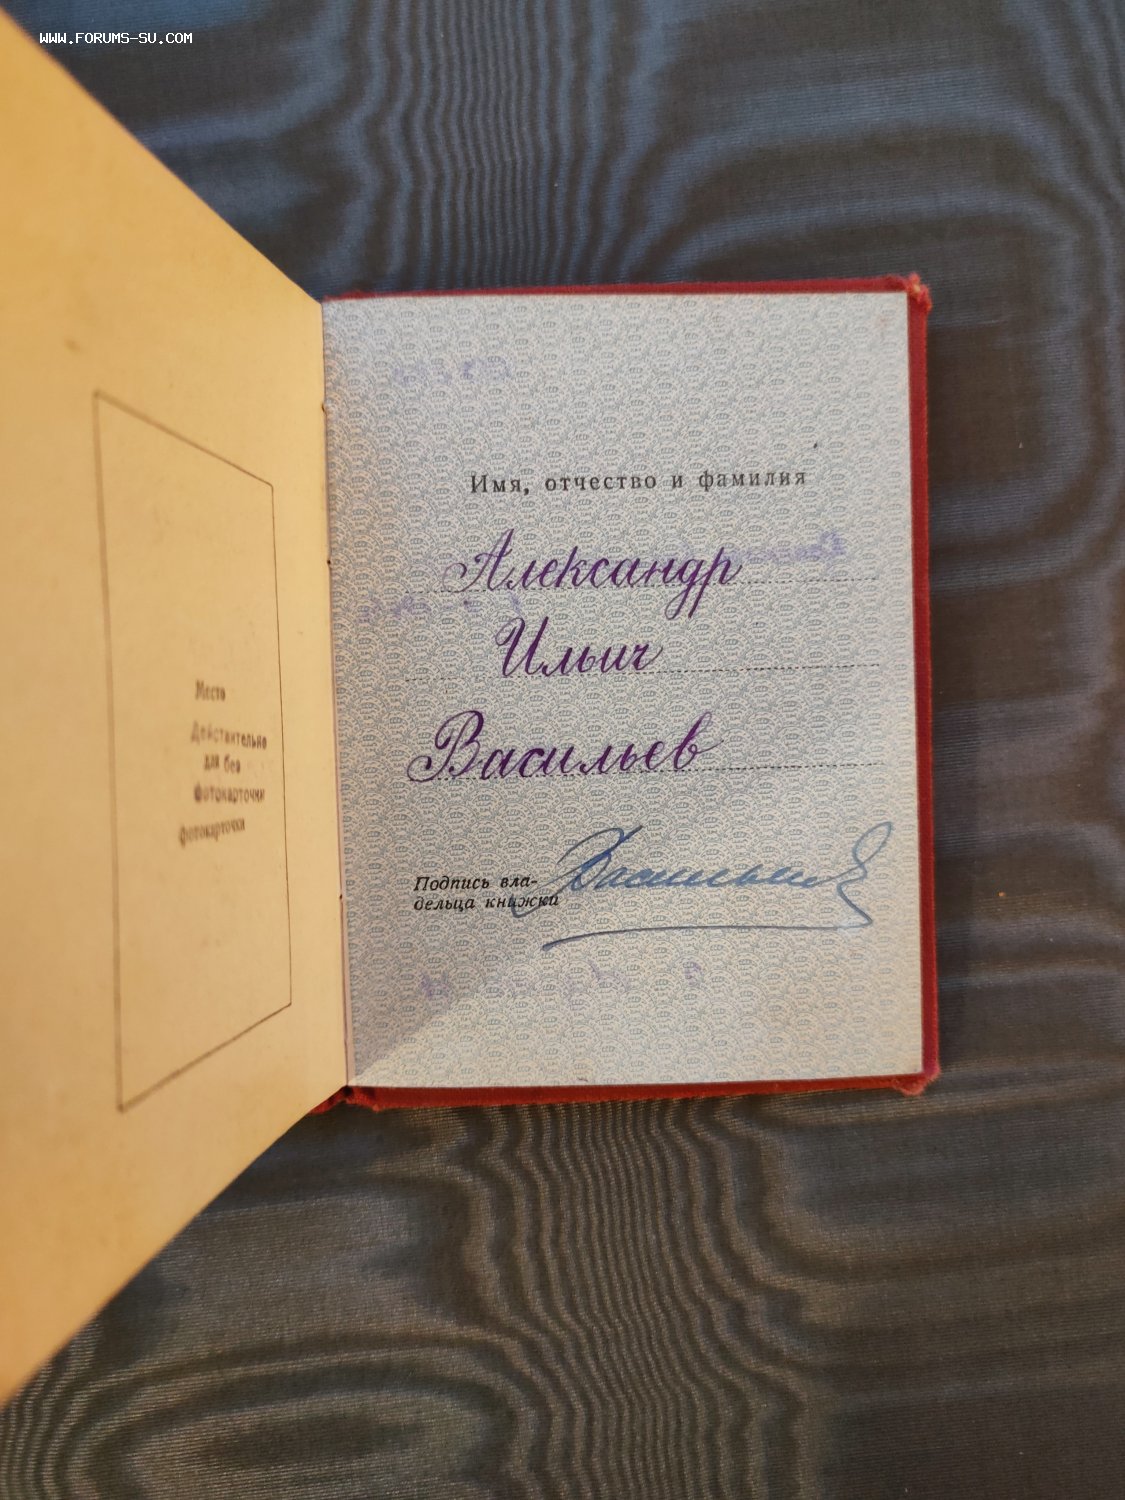 WWW.FORUMS-SU.COM
Место
Действительно
для без
фотокарточки
фотокарточки
Имя, отчество и фамилия
Александр
Ильич
Васильев
Подпись вла-
дельца книжки
Васильев